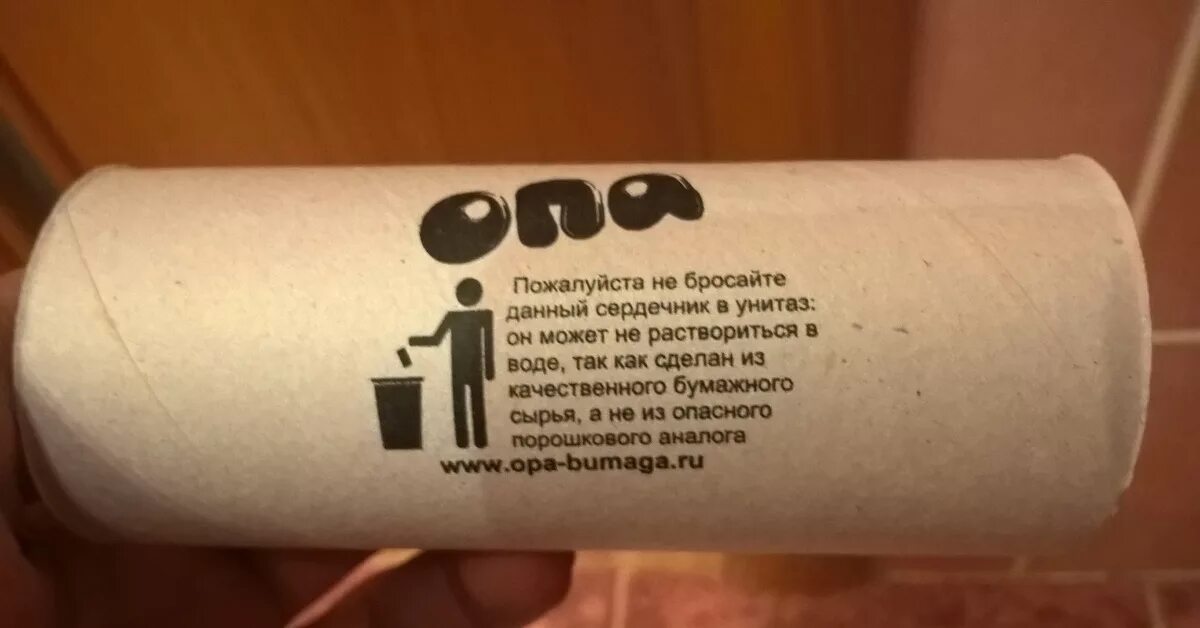 опа
Пожалуйста не бросайте
данный сердечник в унитаз:
он может не раствориться в
воде, так как сделан из
качественного бумажного
сырья, а не из опасного
порошкового аналога
www.opa-bumaga.ru